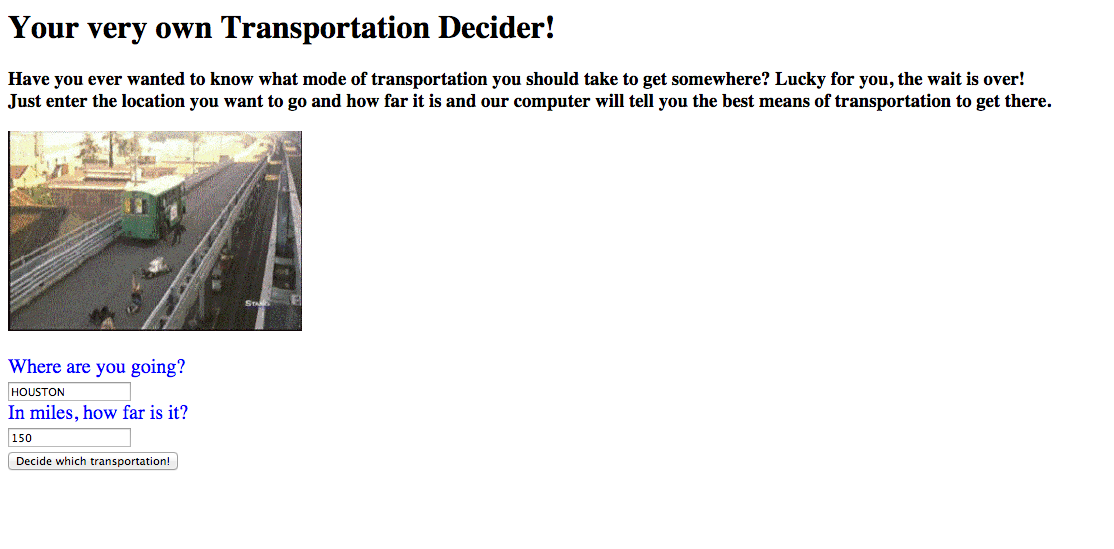 Your very own Transportation Decider!
Have you ever wanted to know what mode of transportation you should take to get somewhere? Lucky for you, the wait is over!
Just enter the location you want to go and how far it is and our computer will tell you the best means of transportation to get there.
Where are you going?
HOUSTON
In miles, how far is it?
150
Decide which transportation!